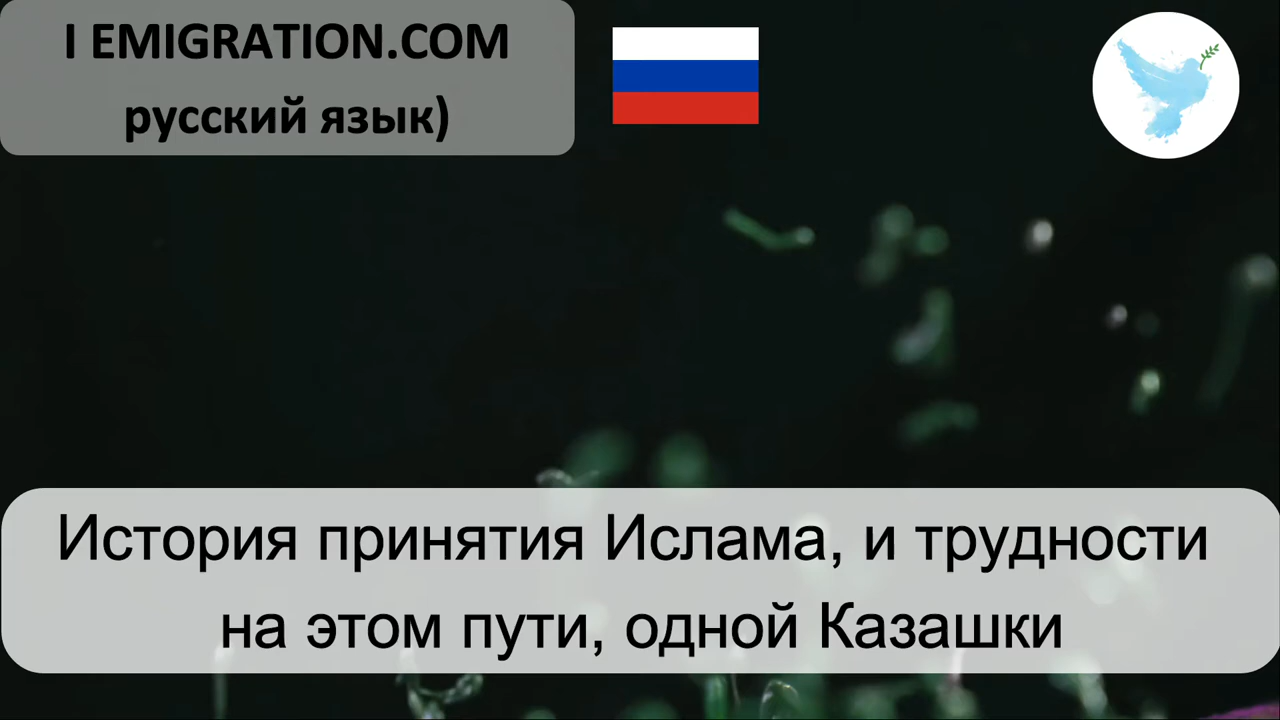 I EMIGRATION.COM
русский язык)
История принятия Ислама, и трудности
на этом пути, одной Казашки